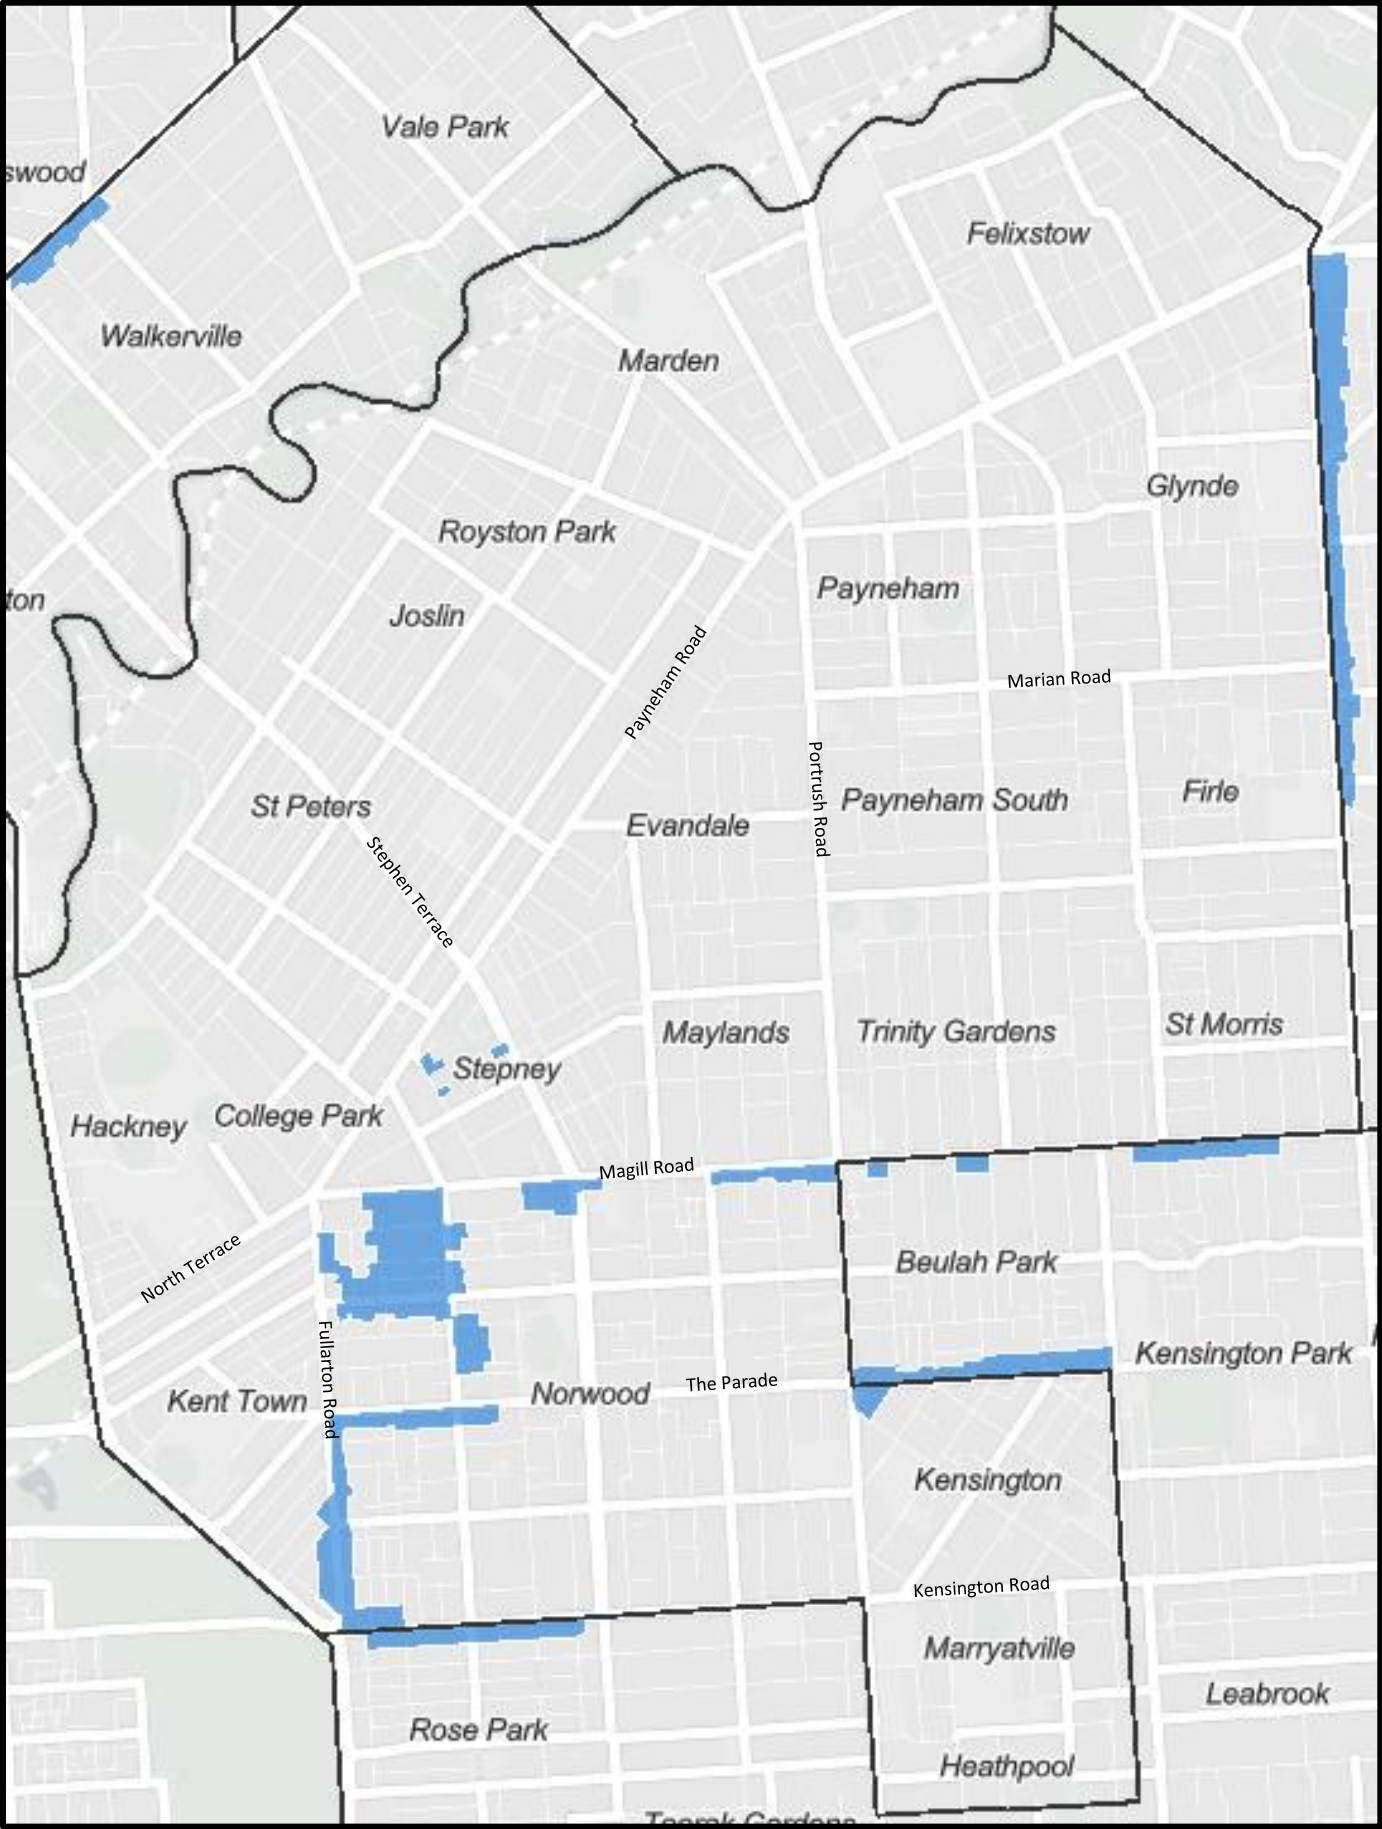 Vale Park
swood
Felixstow
Walkerville
Marden
Glynde
Royston Park
Payneham
ton
Joslin
Payneham Road
Marian Road
Portrush Road
St Peters
Payneham South
Firle
Evandale
Stephen Terrace
Maylands
Trinity Gardens
St Morris
Stepney
Hackney
College Park
Magill Road
North Terrace
Beulah Park
Fullarton Road
Kensington Park
Kent Town
Norwood
The Parade
Kensington
Kensington Road
Marryatville
Leabrook
Rose Park
Heathpool
Toorak Gardens